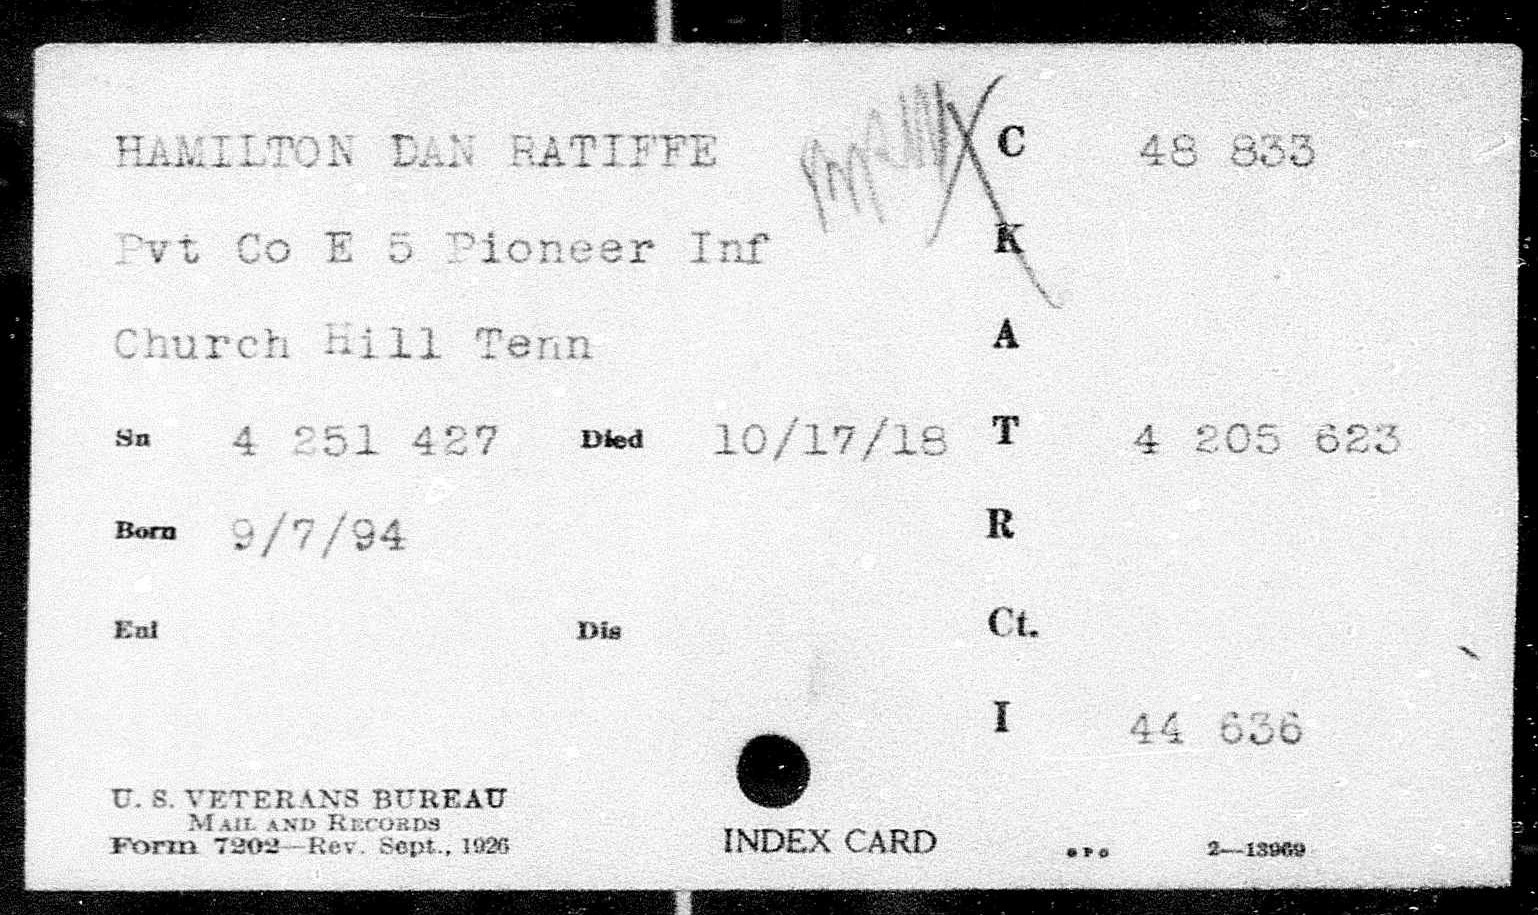 HAMILTON DAN RATIFFE C 48 833
Pvt Co E 5 Pioneer Inf K
Church Hill Tenn A
Sn 4 251 427 Died 10/17/18 T 4 205 623
Born 9/7/94 R
Enl Dis Ct.
I 44 636
U. S. VETERANS BUREAU
MAIL AND RECORDS
Form 7202—Rev. Sept., 1926
INDEX CARD
GPO 2—13969